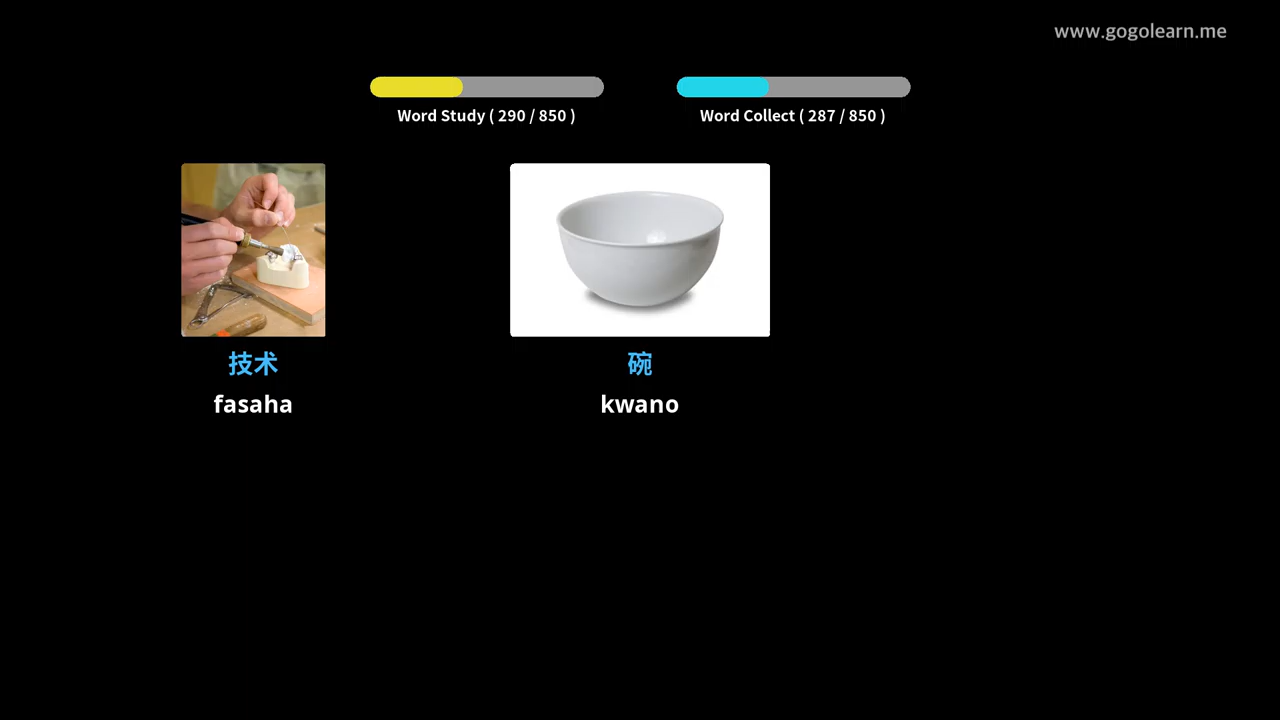 www.gogolearn.me
Word Study ( 290 / 850 )
Word Collect ( 287 / 850 )
技术
碗
fasaha
kwano